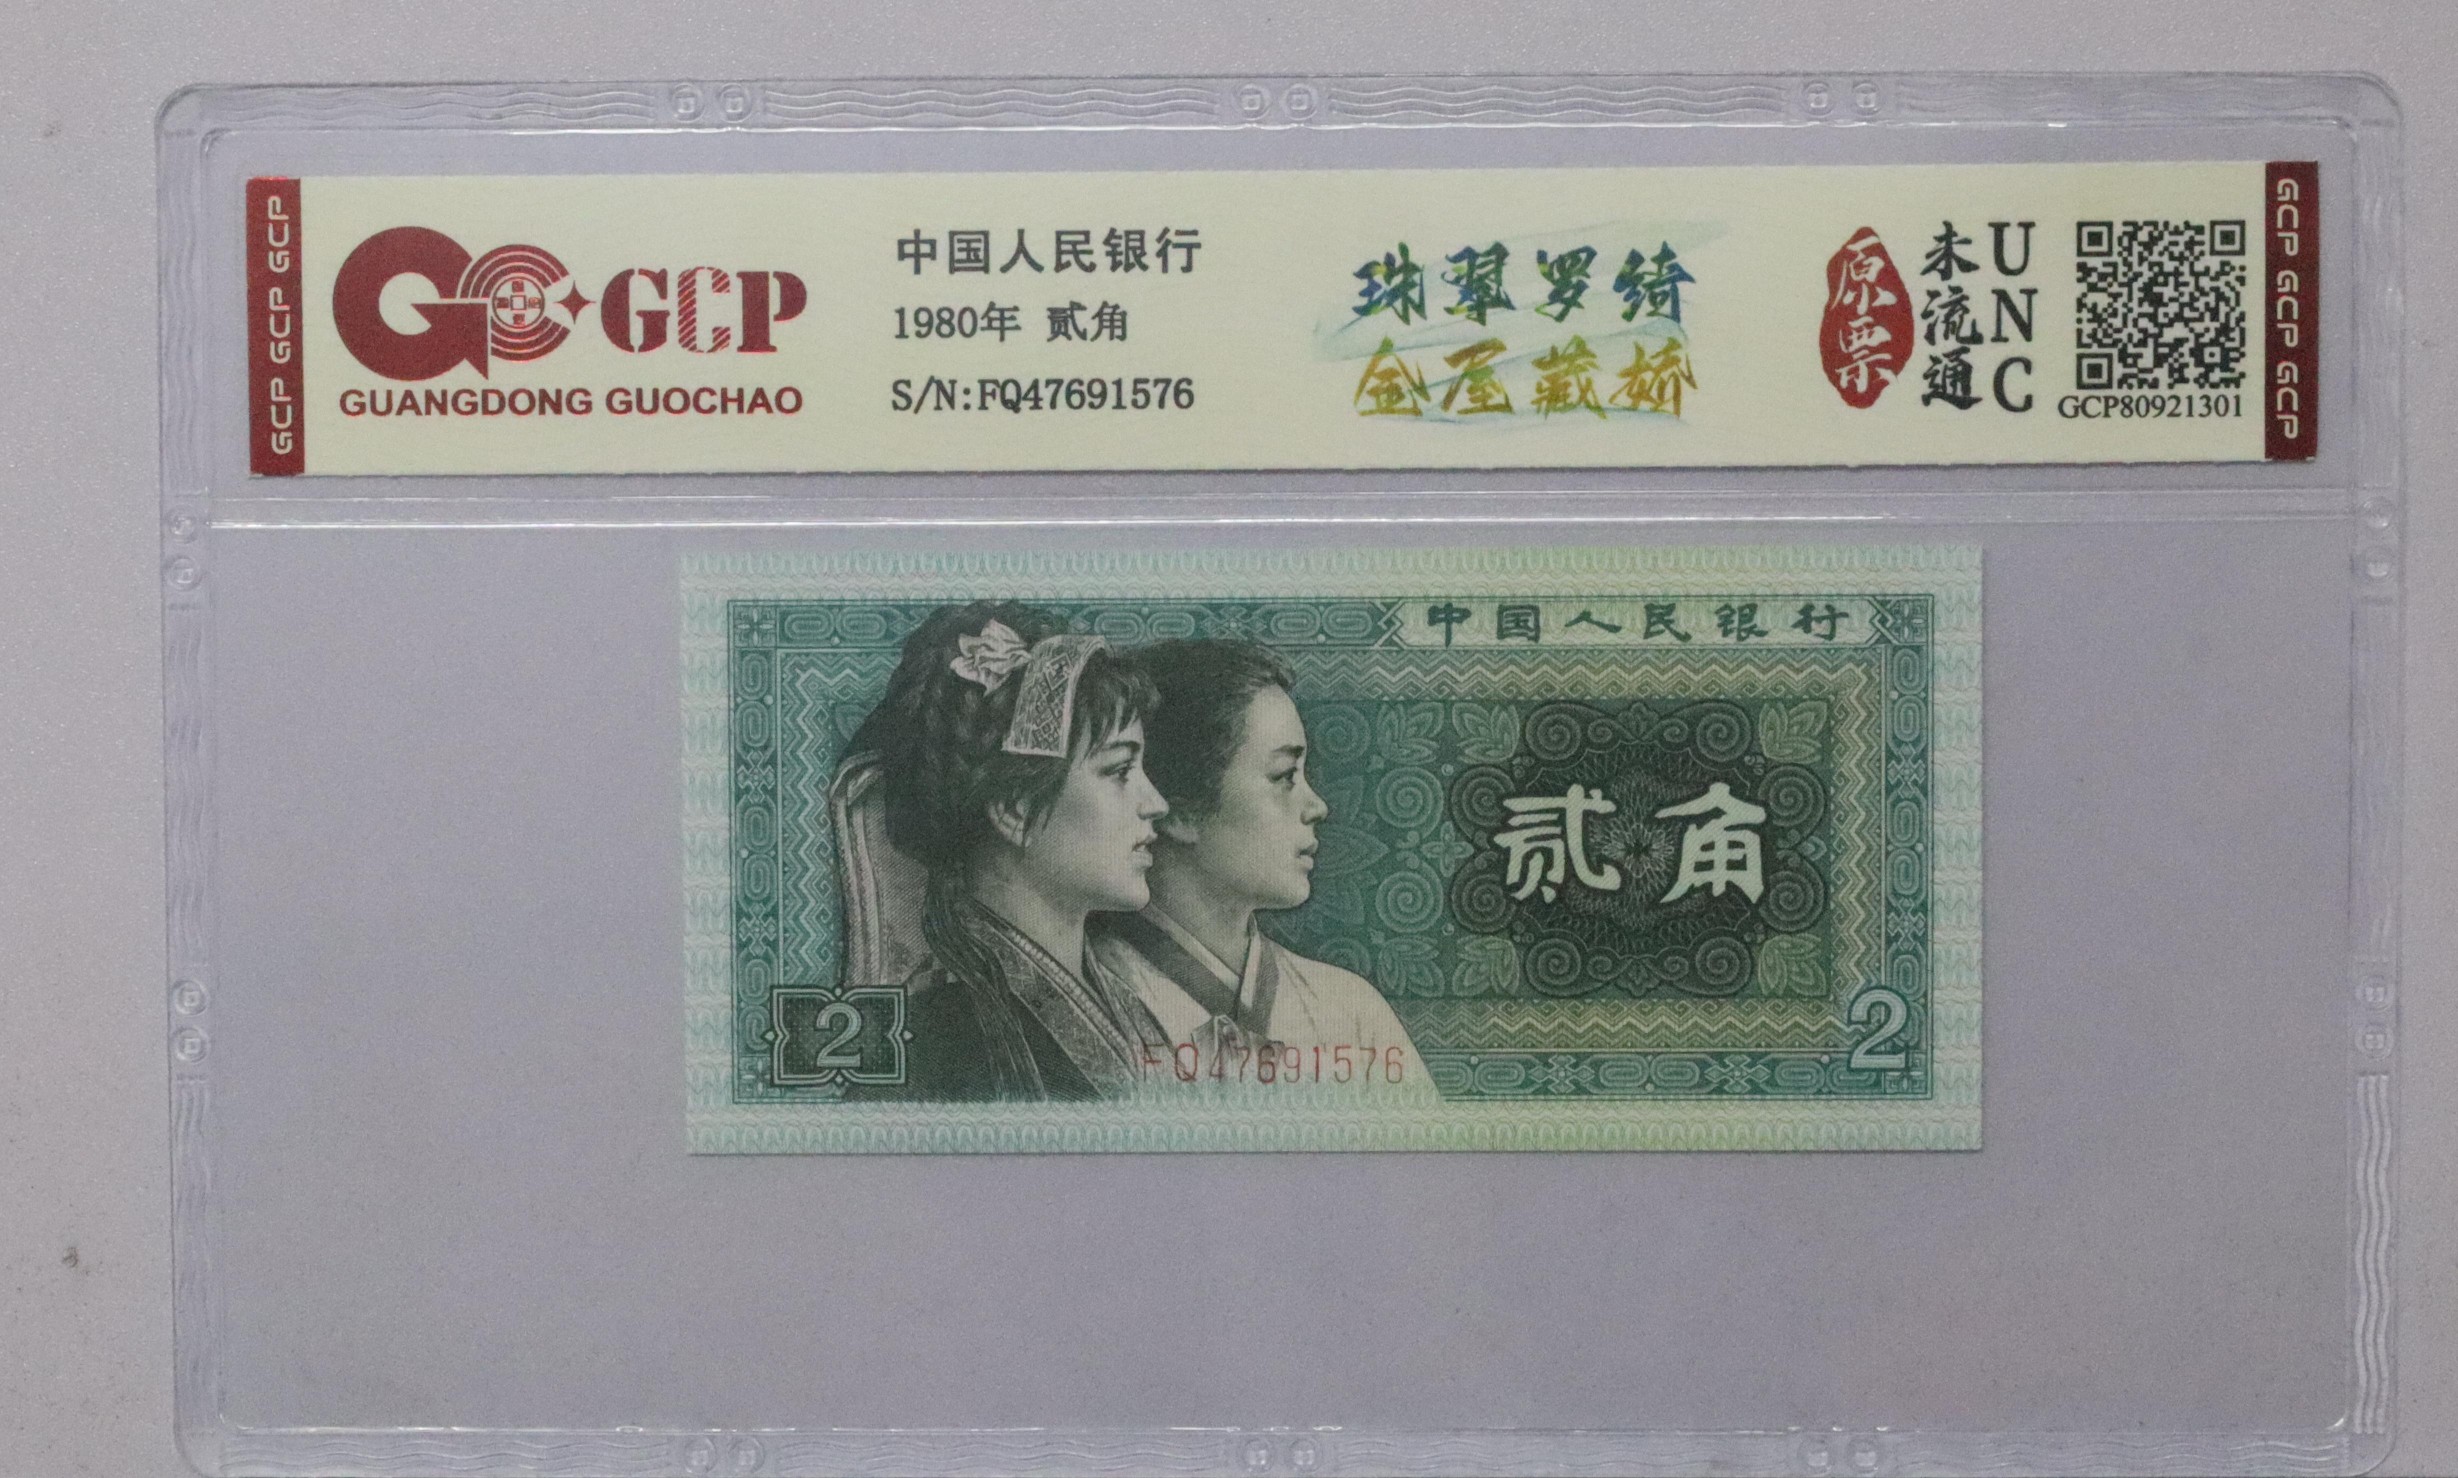 GCP GCP GCP
GCP
GUANGDONG GUOCHAO
中国人民银行
1980年 贰角
S/N:FQ47691576
珠翠罗绮
金屋藏娇
原票
未流通
UNC
GCP80921301
GCP GCP GCP
中国人民银行
贰角
2
2
FQ47691576